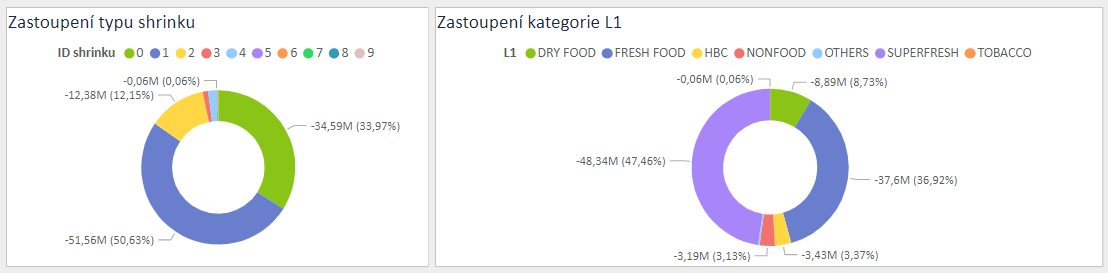 Zastoupení typu shrinku
ID shrinku 0 1 2 3 4 5 6 7 8 9
-0,06M (0,06%)
-12,38M (12,15%)
-34,59M (33,97%)
-51,56M (50,63%)
Zastoupení kategorie L1
L1 DRY FOOD FRESH FOOD HBC NONFOOD OTHERS SUPERFRESH TOBACCO
-0,06M (0,06%)
-8,89M (8,73%)
-48,34M (47,46%)
-37,6M (36,92%)
-3,19M (3,13%)
-3,43M (3,37%)